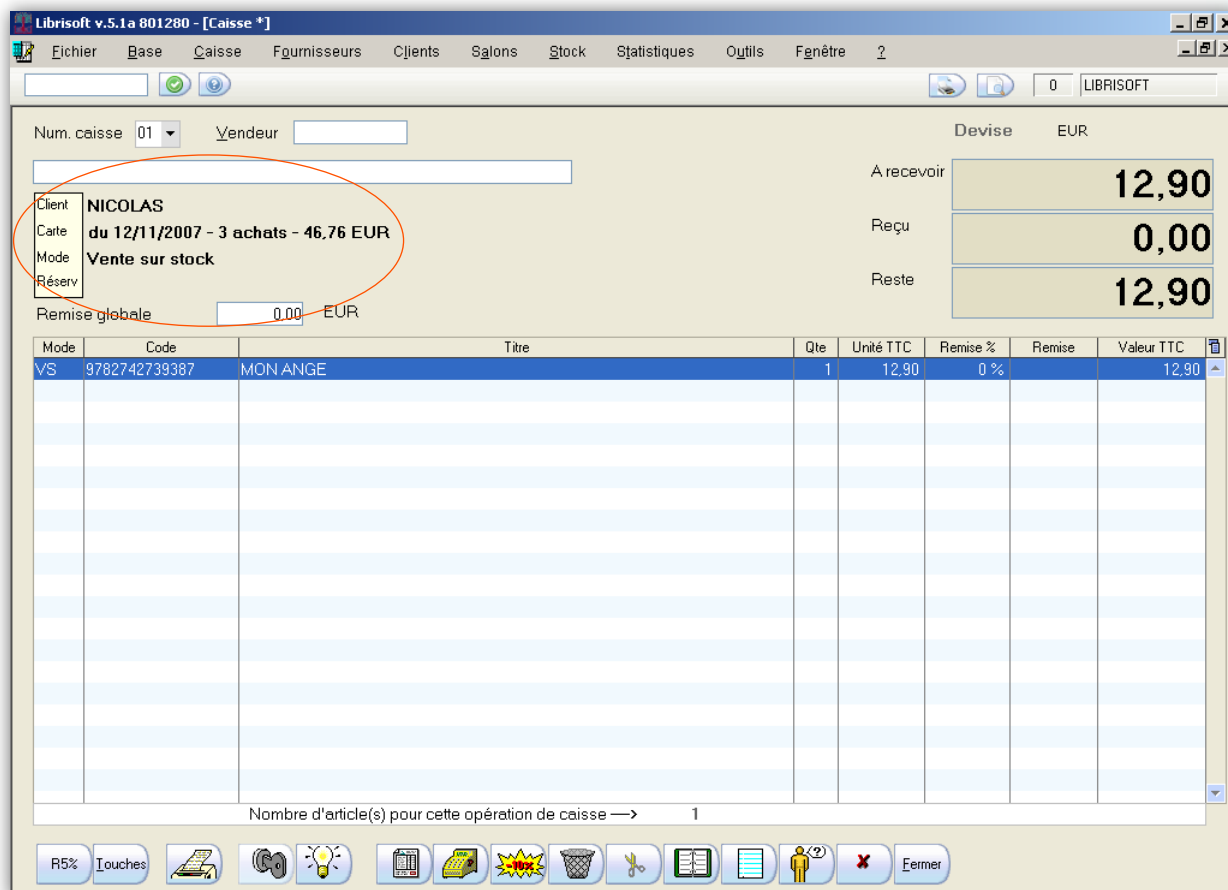 Librisoft v.5.1a 801280 - [Caisse *]
Fichier Base Caisse Fournisseurs Clients Salons Stock Statistiques Outils Fenêtre ?
0 LIBRISOFT
Num. caisse 01 Vendeur Devise EUR
A recevoir 12,90
Client NICOLAS
Carte du 12/11/2007 - 3 achats - 46,76 EUR
Reçu 0,00
Mode Vente sur stock
Réserv
Reste 12,90
Remise globale 0,00 EUR
Mode Code Titre Qte Unité TTC Remise % Remise Valeur TTC
VS 9782742739387 MON ANGE 1 12,90 0 % 12,90
Nombre d'article(s) pour cette opération de caisse —> 1
R5% Touches -10% Fermer